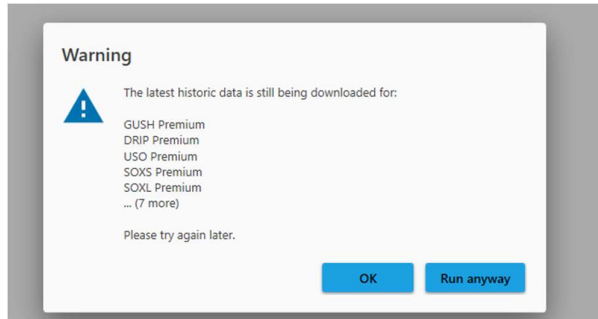 Warning
The latest historic data is still being downloaded for:
GUSH Premium
DRIP Premium
USO Premium
SOXS Premium
SOXL Premium
... (7 more)
Please try again later.
OK
Run anyway